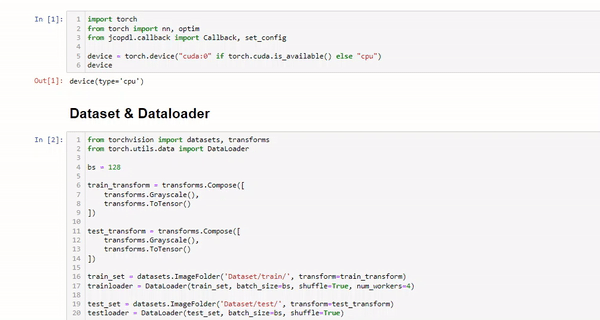 In [1]:
1 import torch
2 from torch import nn, optim
3 from jcopdl.callback import Callback, set_config
4
5 device = torch.device("cuda:0" if torch.cuda.is_available() else "cpu")
6 device
Out[1]: device(type='cpu')
Dataset & Dataloader
In [2]:
1 from torchvision import datasets, transforms
2 from torch.utils.data import DataLoader
3
4 bs = 128
5
6 train_transform = transforms.Compose([
7     transforms.Grayscale(),
8     transforms.ToTensor()
9 ])
10
11 test_transform = transforms.Compose([
12     transforms.Grayscale(),
13     transforms.ToTensor()
14 ])
15
16 train_set = datasets.ImageFolder('Dataset/train/', transform=train_transform)
17 trainloader = DataLoader(train_set, batch_size=bs, shuffle=True, num_workers=4)
18
19 test_set = datasets.ImageFolder('Dataset/test/', transform=test_transform)
20 testloader = DataLoader(test_set, batch_size=bs, shuffle=True)